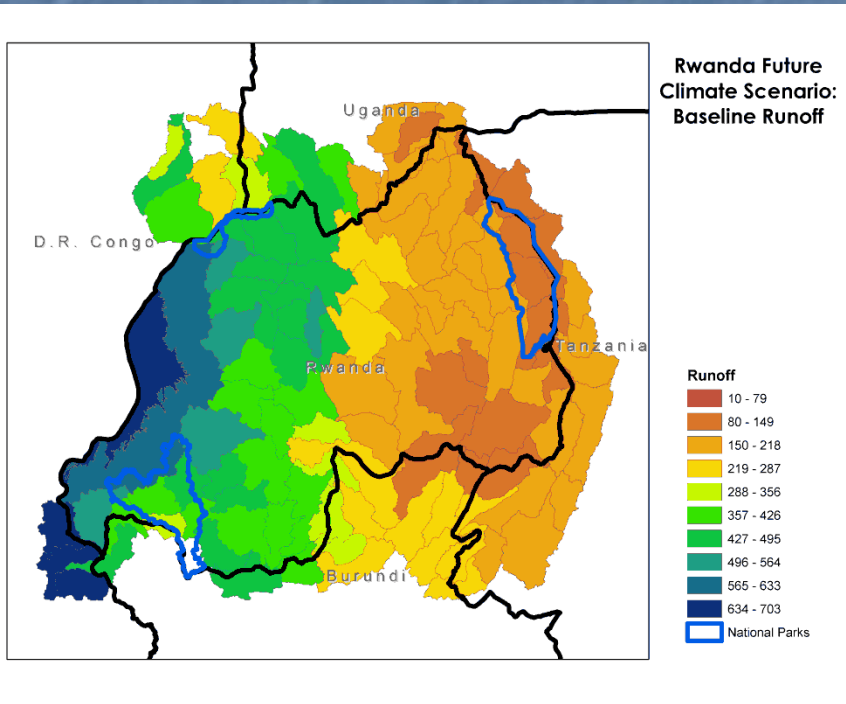 Rwanda Future
Climate Scenario:
Baseline Runoff
Uganda
D.R. Congo
Tanzania
Rwanda
Burundi
Runoff
10 - 79
80 - 149
150 - 218
219 - 287
288 - 356
357 - 426
427 - 495
496 - 564
565 - 633
634 - 703
National Parks